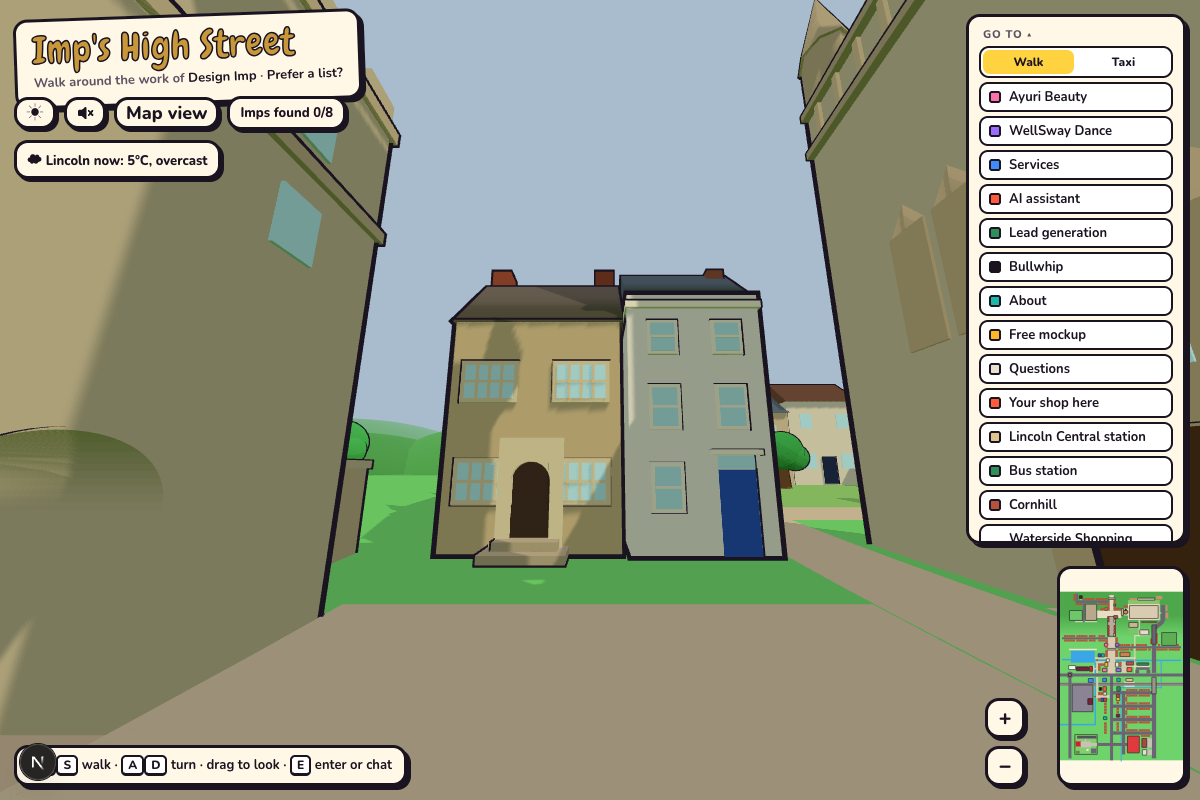 Imp's High Street
Walk around the work of Design Imp · Prefer a list?
Map view
Imps found 0/8
Lincoln now: 5°C, overcast
GO TO
Walk
Taxi
Ayuri Beauty
WellSway Dance
Services
AI assistant
Lead generation
Bullwhip
About
Free mockup
Questions
Your shop here
Lincoln Central station
Bus station
Cornhill
Waterside Shopping
+
−
N S walk · A D turn · drag to look · E enter or chat